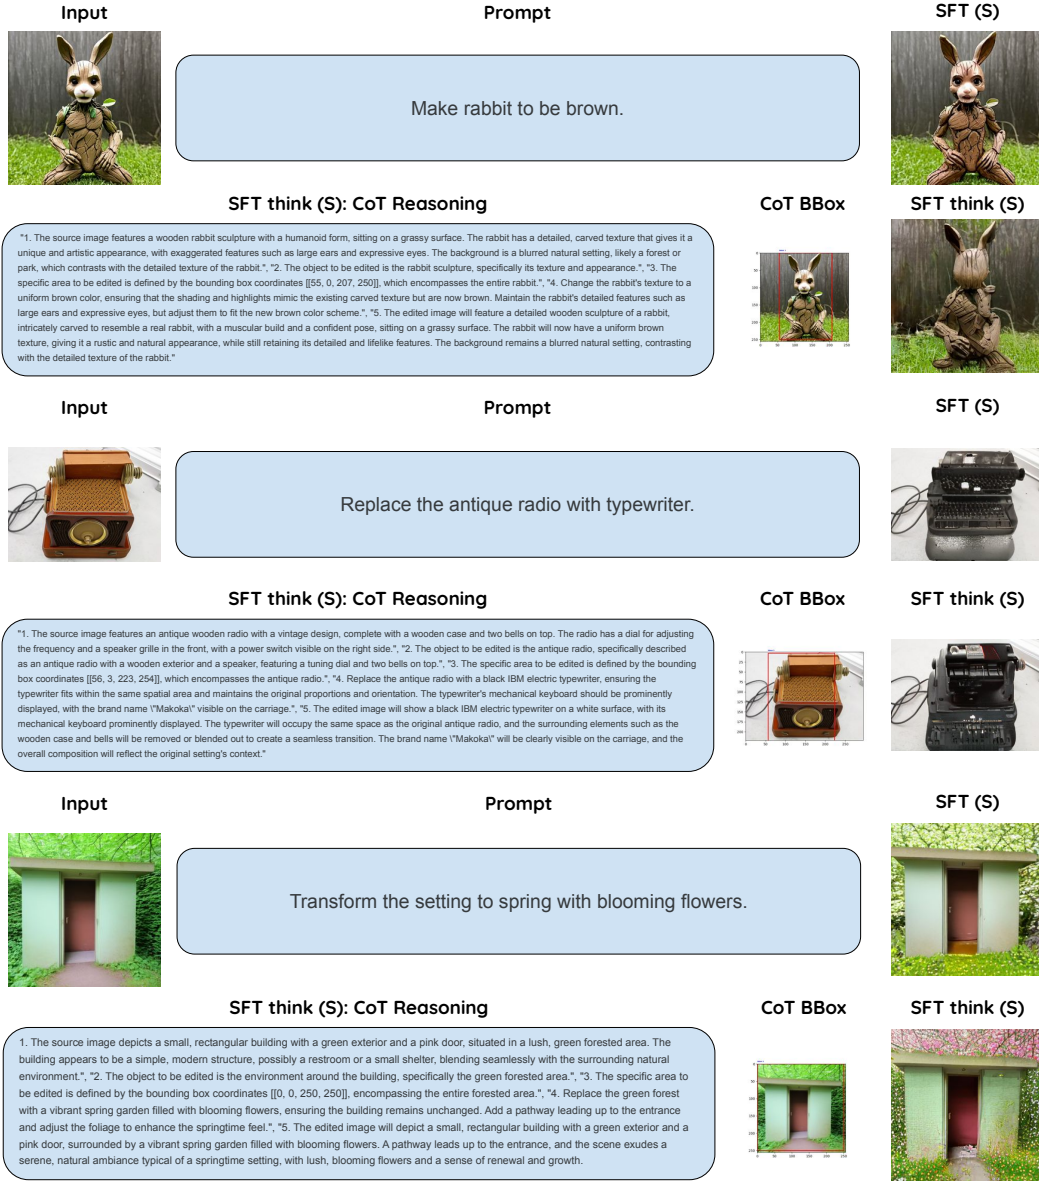 Input
Prompt
SFT (S)
Make rabbit to be brown.
SFT think (S): CoT Reasoning
CoT BBox
SFT think (S)
"1. The source image features a wooden rabbit sculpture with a humanoid form, sitting on a grassy surface. The rabbit has a detailed, carved texture that gives it a
unique and artistic appearance, with exaggerated features such as large ears and expressive eyes. The background is a blurred natural setting, likely a forest or
park, which contrasts with the detailed texture of the rabbit.", "2. The object to be edited is the rabbit sculpture, specifically its texture and appearance.", "3. The
specific area to be edited is defined by the bounding box coordinates [[55, 0, 207, 250]], which encompasses the entire rabbit.", "4. Change the rabbit's texture to a
uniform brown color, ensuring that the shading and highlights mimic the existing carved texture but are now brown. Maintain the rabbit's detailed features such as
large ears and expressive eyes, but adjust them to fit the new brown color scheme.", "5. The edited image will feature a detailed wooden sculpture of a rabbit,
intricately carved to resemble a real rabbit, with a muscular build and a confident pose, sitting on a grassy surface. The rabbit will now have a uniform brown
texture, giving it a rustic and natural appearance, while still retaining its detailed and lifelike features. The background remains a blurred natural setting, contrasting
with the detailed texture of the rabbit."
Input
Prompt
SFT (S)
Replace the antique radio with typewriter.
SFT think (S): CoT Reasoning
CoT BBox
SFT think (S)
"1. The source image features an antique wooden radio with a vintage design, complete with a wooden case and two bells on top. The radio has a dial for adjusting
the frequency and a speaker grille in the front, with a power switch visible on the right side.", "2. The object to be edited is the antique radio, specifically described
as an antique radio with a wooden exterior and a speaker, featuring a tuning dial and two bells on top.", "3. The specific area to be edited is defined by the bounding
box coordinates [[56, 3, 223, 254]], which encompasses the antique radio.", "4. Replace the antique radio with a black IBM electric typewriter, ensuring the
typewriter fits within the same spatial area and maintains the original proportions and orientation. The typewriter's mechanical keyboard should be prominently
displayed, with the brand name \"Makoka\" visible on the carriage.", "5. The edited image will show a black IBM electric typewriter on a white surface, with its
mechanical keyboard prominently displayed. The typewriter will occupy the same space as the original antique radio, and the surrounding elements such as the
wooden case and bells will be removed or blended out to create a seamless transition. The brand name \"Makoka\" will be clearly visible on the carriage, and the
overall composition will reflect the original setting's context."
Input
Prompt
SFT (S)
Transform the setting to spring with blooming flowers.
SFT think (S): CoT Reasoning
CoT BBox
SFT think (S)
1. The source image depicts a small, rectangular building with a green exterior and a pink door, situated in a lush, green forested area. The
building appears to be a simple, modern structure, possibly a restroom or a small shelter, blending seamlessly with the surrounding natural
environment.", "2. The object to be edited is the environment around the building, specifically the green forested area.", "3. The specific area to
be edited is defined by the bounding box coordinates [[0, 0, 250, 250]], encompassing the entire forested area.", "4. Replace the green forest
with a vibrant spring garden filled with blooming flowers, ensuring the building remains unchanged. Add a pathway leading up to the entrance
and adjust the foliage to enhance the springtime feel.", "5. The edited image will depict a small, rectangular building with a green exterior and a
pink door, surrounded by a vibrant spring garden filled with blooming flowers. A pathway leads up to the entrance, and the scene exudes a
serene, natural ambiance typical of a springtime setting, with lush, blooming flowers and a sense of renewal and growth.